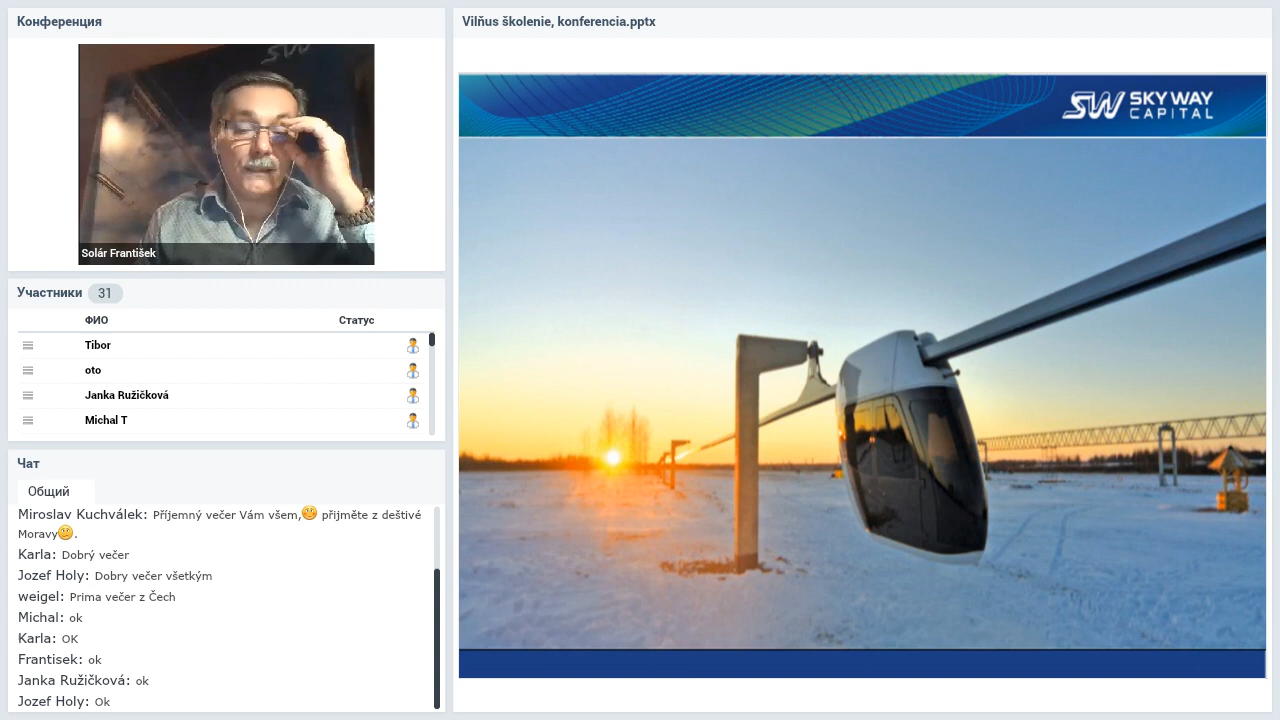 Конференция
Solár František
Участники 31
ФИО Статус
Tibor
oto
Janka Ružičková
Michal T
Чат
Общий
Miroslav Kuchválek: Příjemný večer Vám všem, přijměte z deštivé
Moravy.
Karla: Dobrý večer
Jozef Holy: Dobry večer všetkým
weigel: Prima večer z Čech
Michal: ok
Karla: OK
Frantisek: ok
Janka Ružičková: ok
Jozef Holy: Ok
Vilňus školenie, konferencia.pptx
SW SKY WAY
CAPITAL